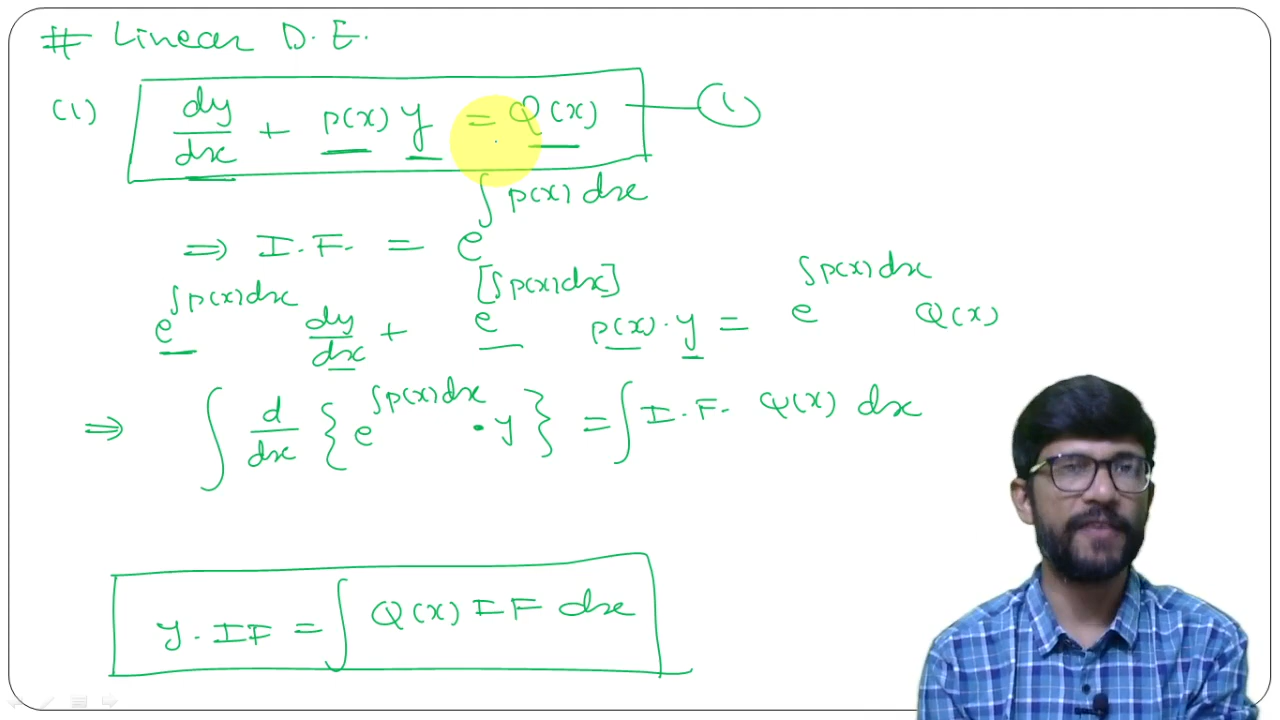 # Linear D.E.
(1) dy/dx + p(x) y = Q(x) — (1)
⇒ I.F. = e^∫p(x)dx
e^∫p(x)dx dy/dx + e^[∫p(x)dx] p(x)·y = e^∫p(x)dx Q(x)
⇒ ∫ d/dx { e^∫p(x)dx · y } = ∫ I.F. Q(x) dx
y. IF = ∫ Q(x) IF dx